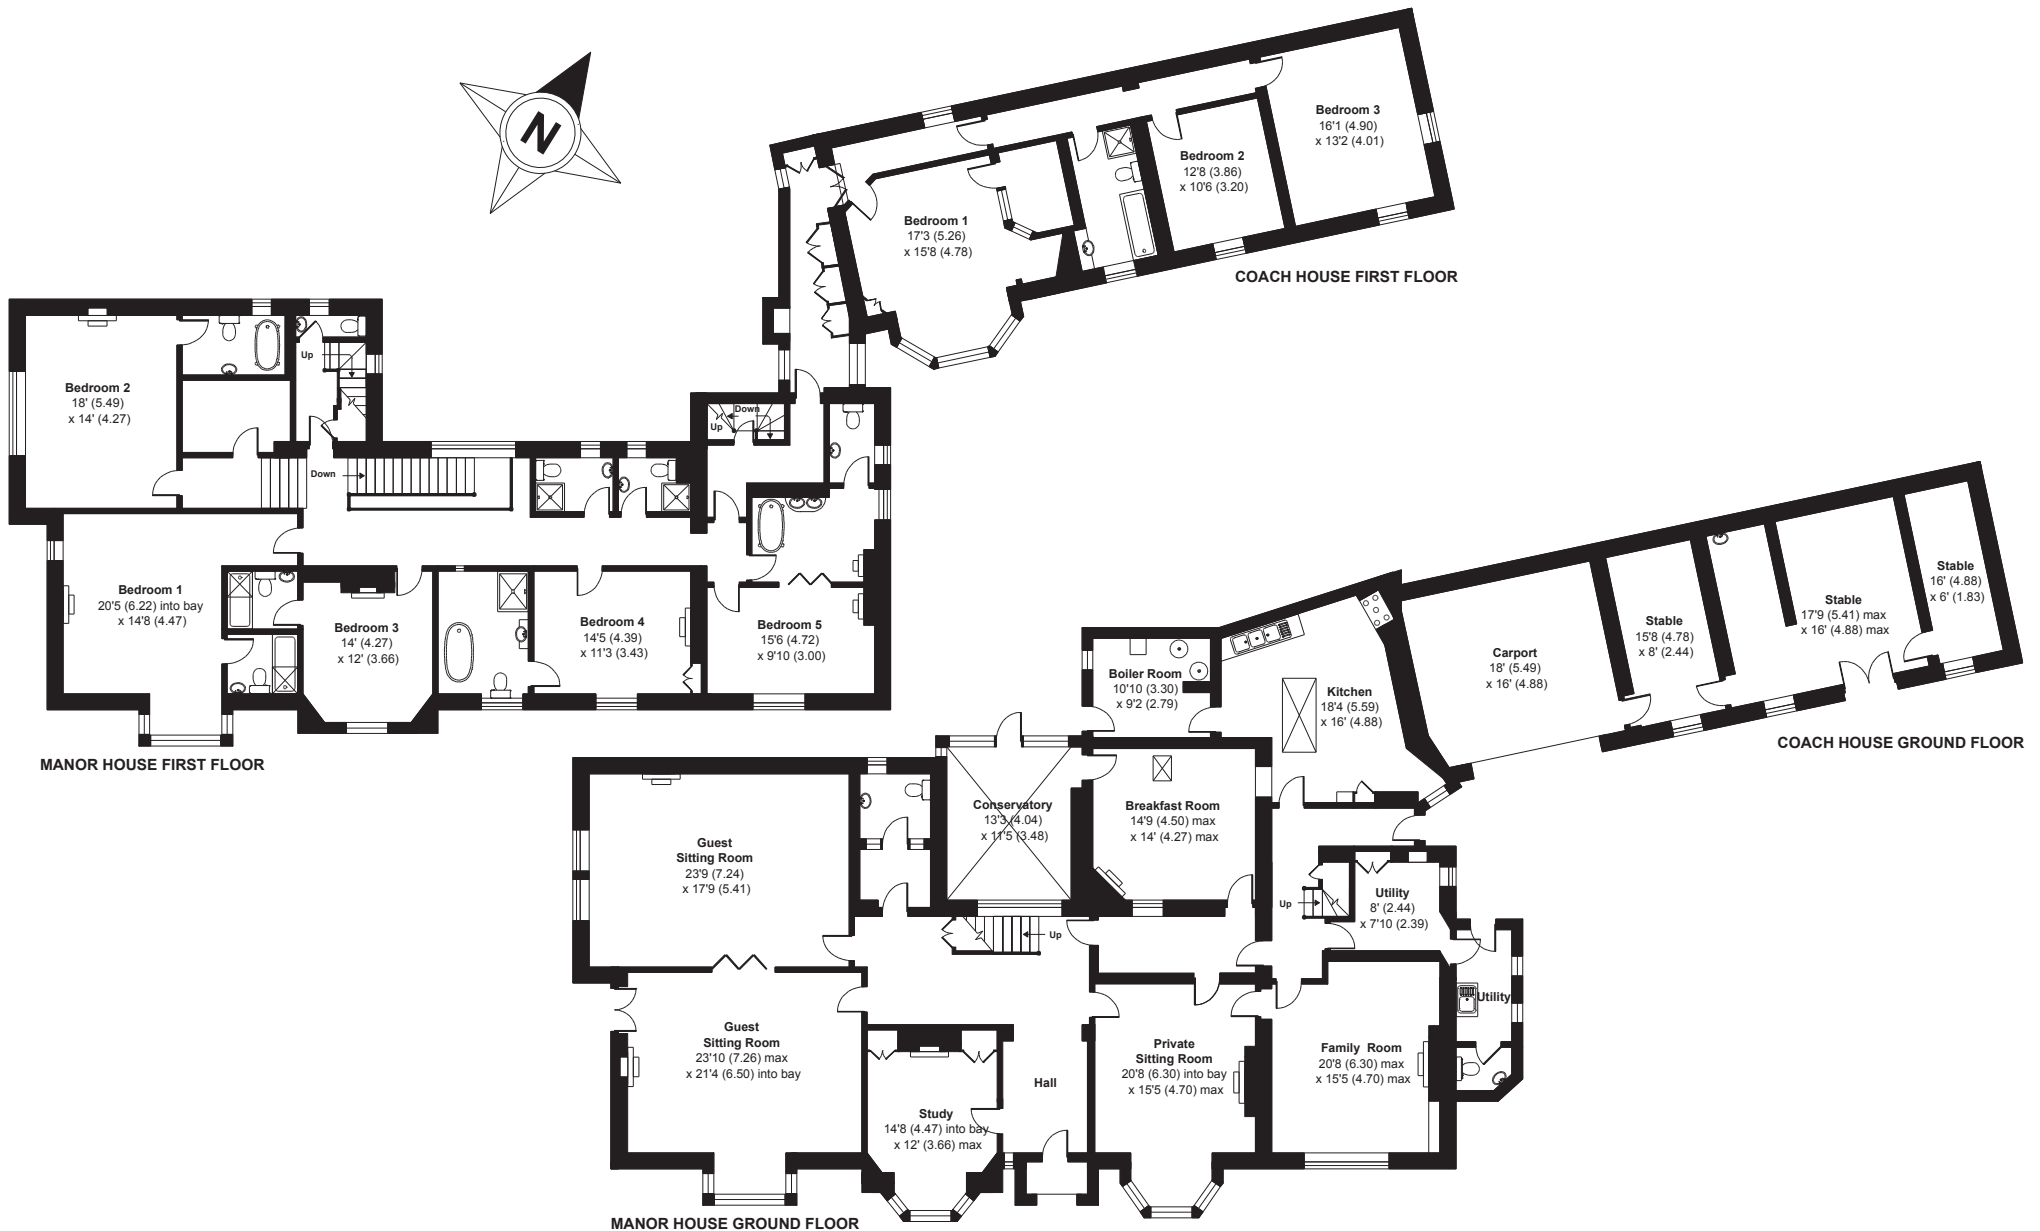 N
Bedroom 3
16'1 (4.90)
x 13'2 (4.01)
Bedroom 2
12'8 (3.86)
x 10'6 (3.20)
Bedroom 1
17'3 (5.26)
x 15'8 (4.78)
COACH HOUSE FIRST FLOOR
Up
Bedroom 2
18' (5.49)
x 14' (4.27)
Down
Down
Up
Bedroom 1
20'5 (6.22) into bay
x 14'8 (4.47)
Bedroom 3
14' (4.27)
x 12' (3.66)
Bedroom 4
14'5 (4.39)
x 11'3 (3.43)
Bedroom 5
15'6 (4.72)
x 9'10 (3.00)
MANOR HOUSE FIRST FLOOR
Stable
16' (4.88)
x 6' (1.83)
Stable
17'9 (5.41) max
x 16' (4.88) max
Stable
15'8 (4.78)
x 8' (2.44)
Carport
18' (5.49)
x 16' (4.88)
COACH HOUSE GROUND FLOOR
Boiler Room
10'10 (3.30)
x 9'2 (2.79)
Kitchen
18'4 (5.59)
x 16' (4.88)
Conservatory
13'3 (4.04)
x 11'5 (3.48)
Breakfast Room
14'9 (4.50) max
x 14' (4.27) max
Guest
Sitting Room
23'9 (7.24)
x 17'9 (5.41)
Utility
8' (2.44)
x 7'10 (2.39)
Up
Up
Utility
Guest
Sitting Room
23'10 (7.26) max
x 21'4 (6.50) into bay
Private
Sitting Room
20'8 (6.30) into bay
x 15'5 (4.70) max
Family Room
20'8 (6.30) max
x 15'5 (4.70) max
Hall
Study
14'8 (4.47) into bay
x 12' (3.66) max
MANOR HOUSE GROUND FLOOR